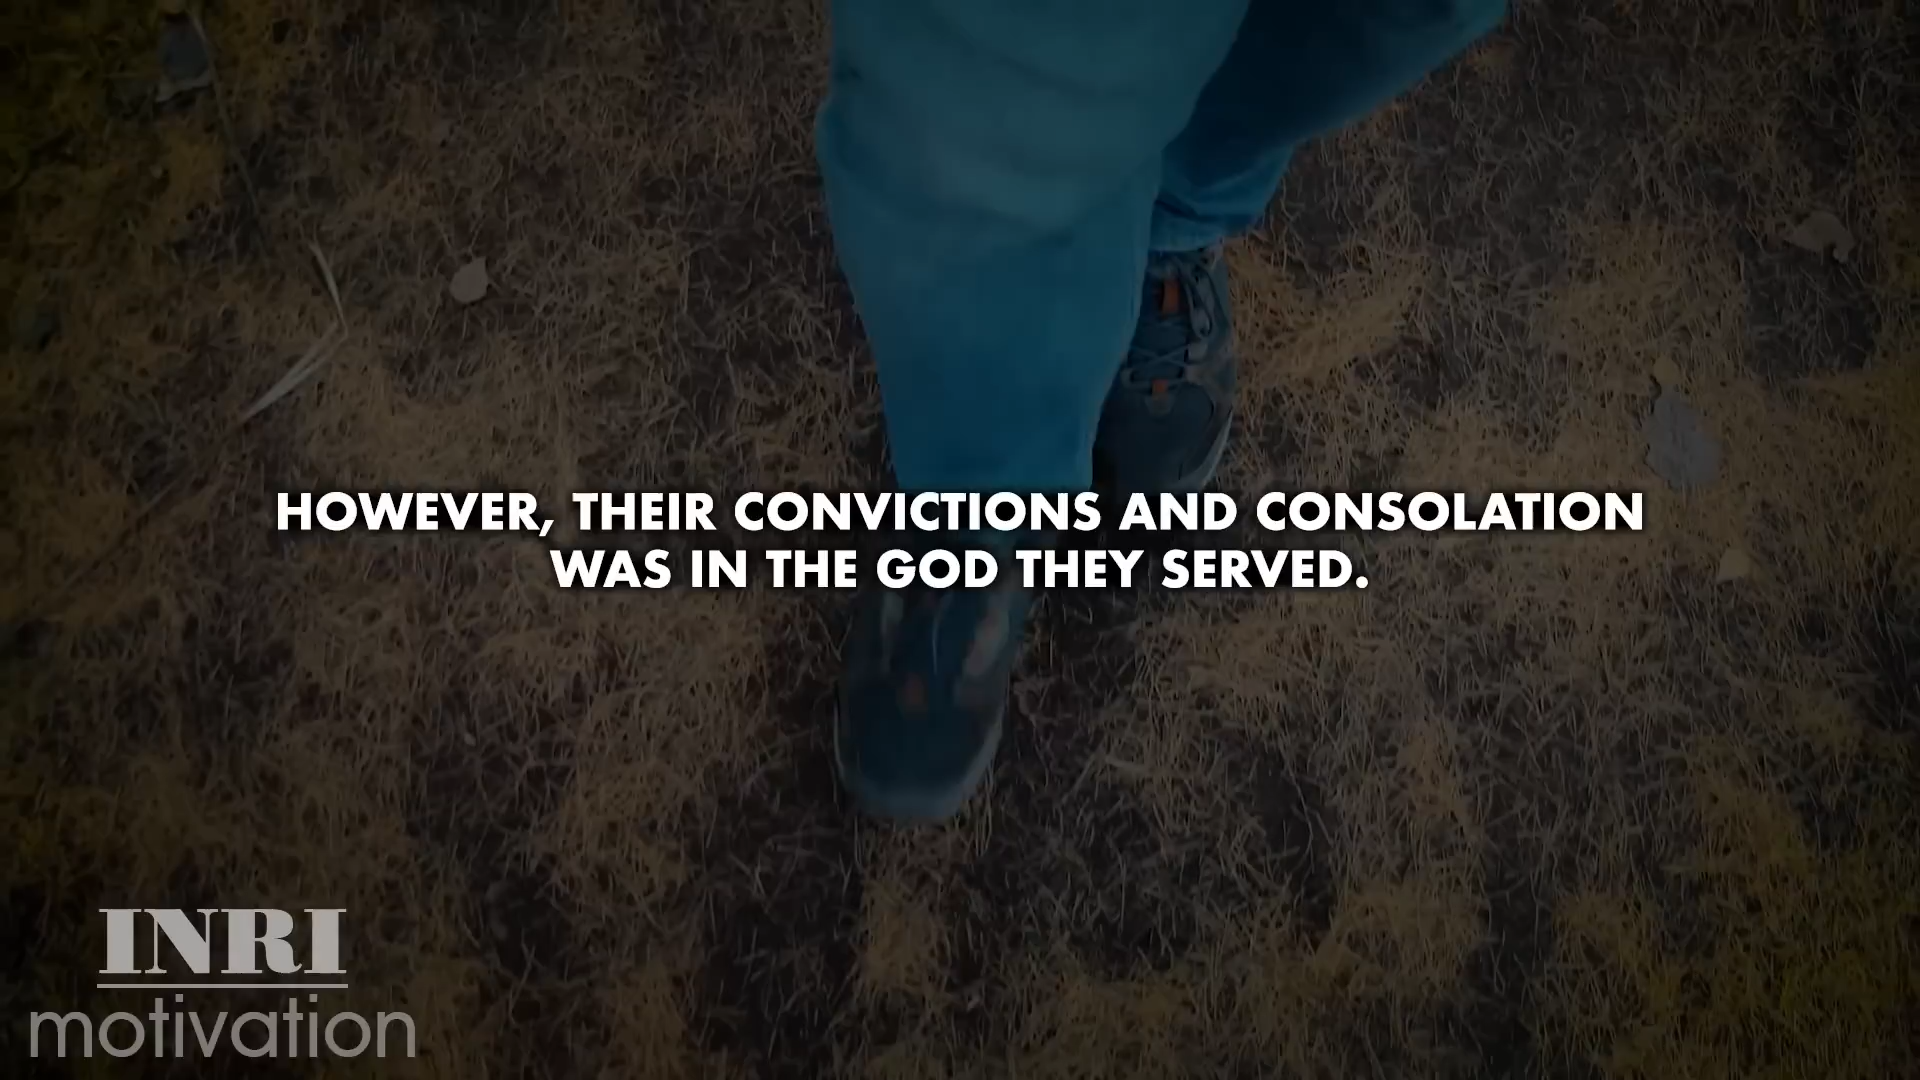 HOWEVER, THEIR CONVICTIONS AND CONSOLATION
WAS IN THE GOD THEY SERVED.
INRI
motivation